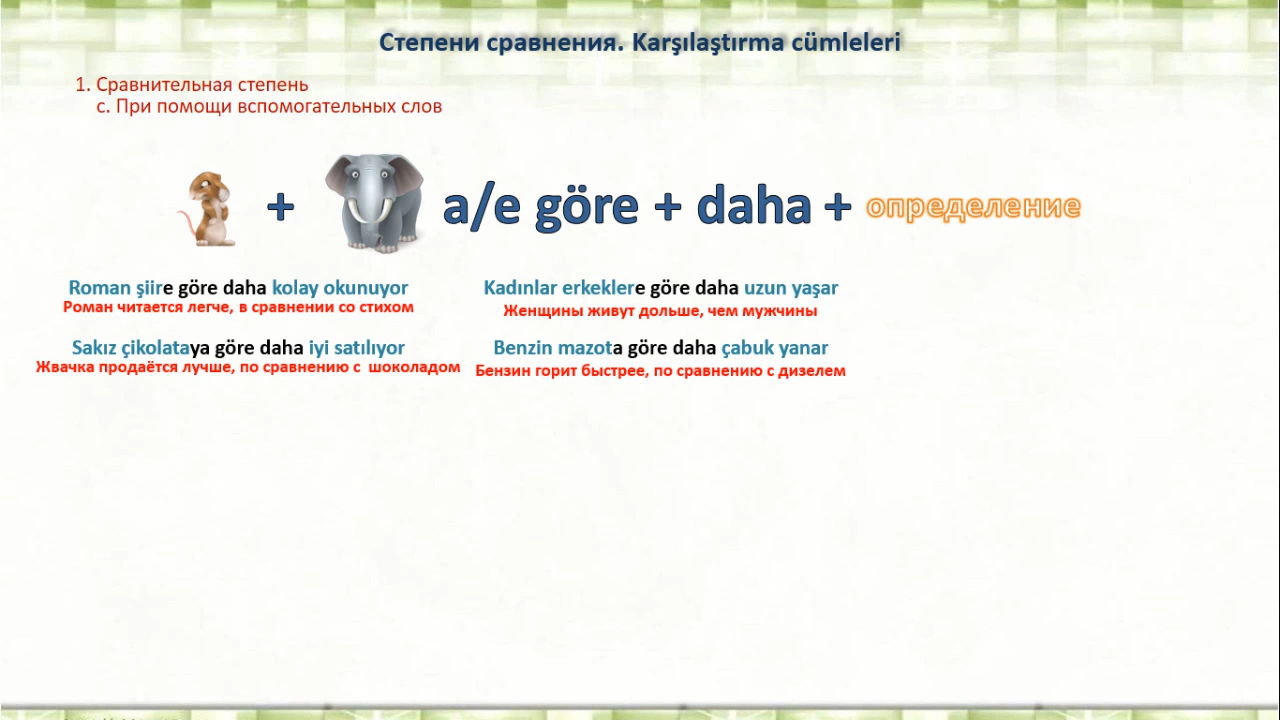 Степени сравнения. Karşılaştırma cümleleri
1. Сравнительная степень
с. При помощи вспомогательных слов
+ a/e göre + daha + определение
Roman şiire göre daha kolay okunuyor
Роман читается легче, в сравнении со стихом
Sakız çikolataya göre daha iyi satılıyor
Жвачка продаётся лучше, по сравнению с шоколадом
Kadınlar erkeklere göre daha uzun yaşar
Женщины живут дольше, чем мужчины
Benzin mazota göre daha çabuk yanar
Бензин горит быстрее, по сравнению с дизелем